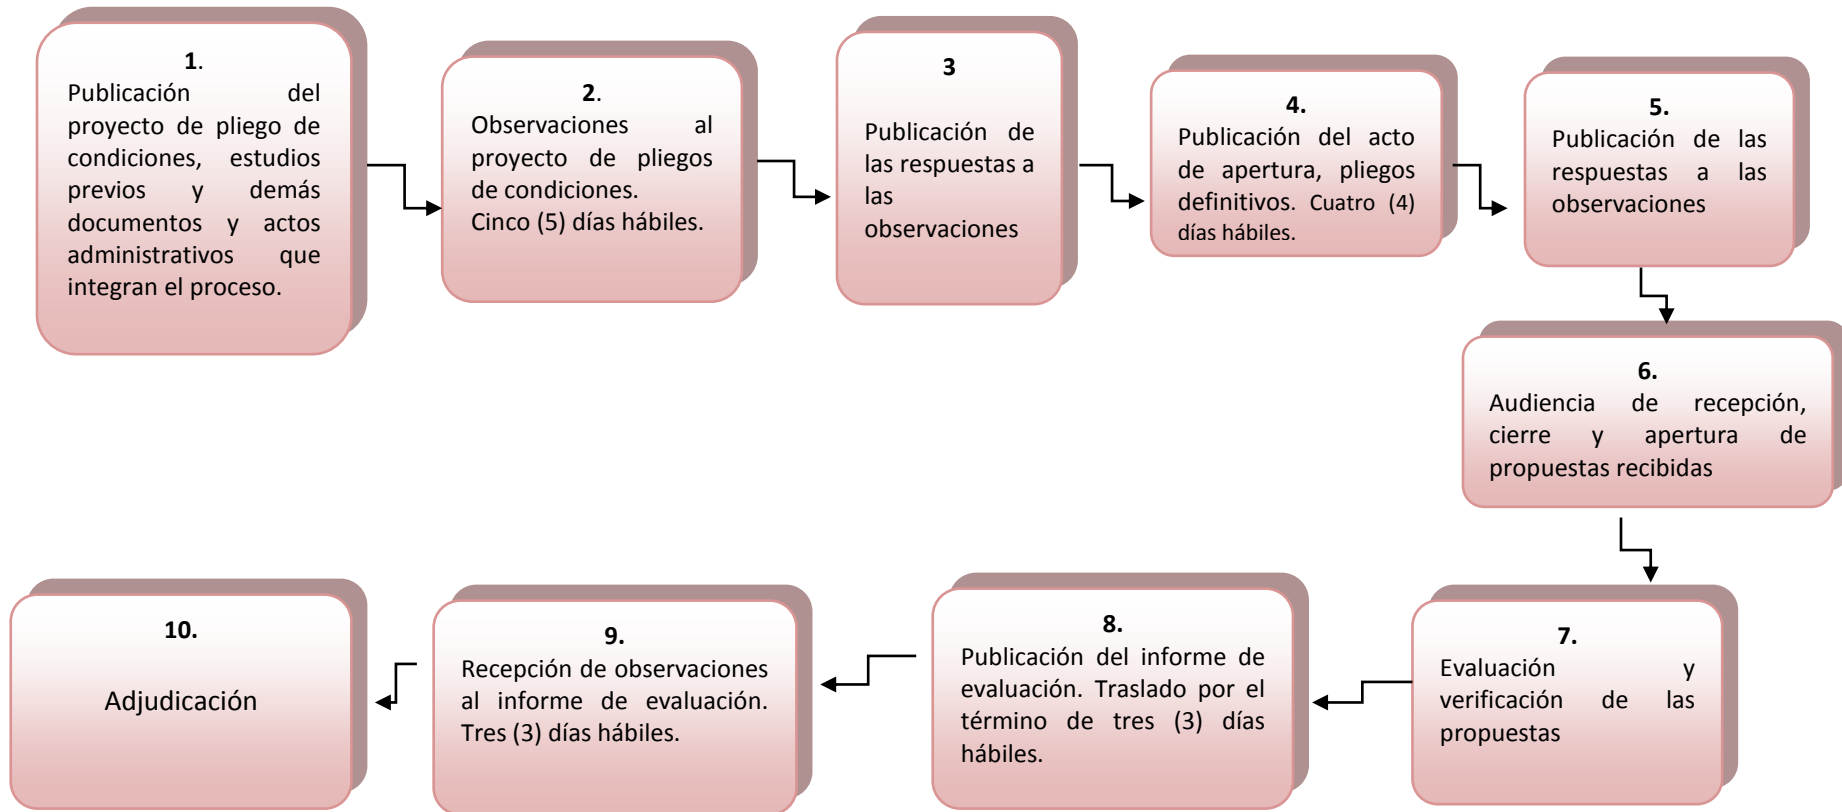 1.
Publicación del
proyecto de pliego de
condiciones, estudios
previos y demás
documentos y actos
administrativos que
integran el proceso.
2.
Observaciones al
proyecto de pliegos
de condiciones.
Cinco (5) días hábiles.
3
Publicación de
las respuestas a
las
observaciones
4.
Publicación del acto
de apertura, pliegos
definitivos. Cuatro (4)
días hábiles.
5.
Publicación de las
respuestas a las
observaciones
6.
Audiencia de recepción,
cierre y apertura de
propuestas recibidas
7.
Evaluación y
verificación de las
propuestas
8.
Publicación del informe de
evaluación. Traslado por el
término de tres (3) días
hábiles.
9.
Recepción de observaciones
al informe de evaluación.
Tres (3) días hábiles.
10.
Adjudicación